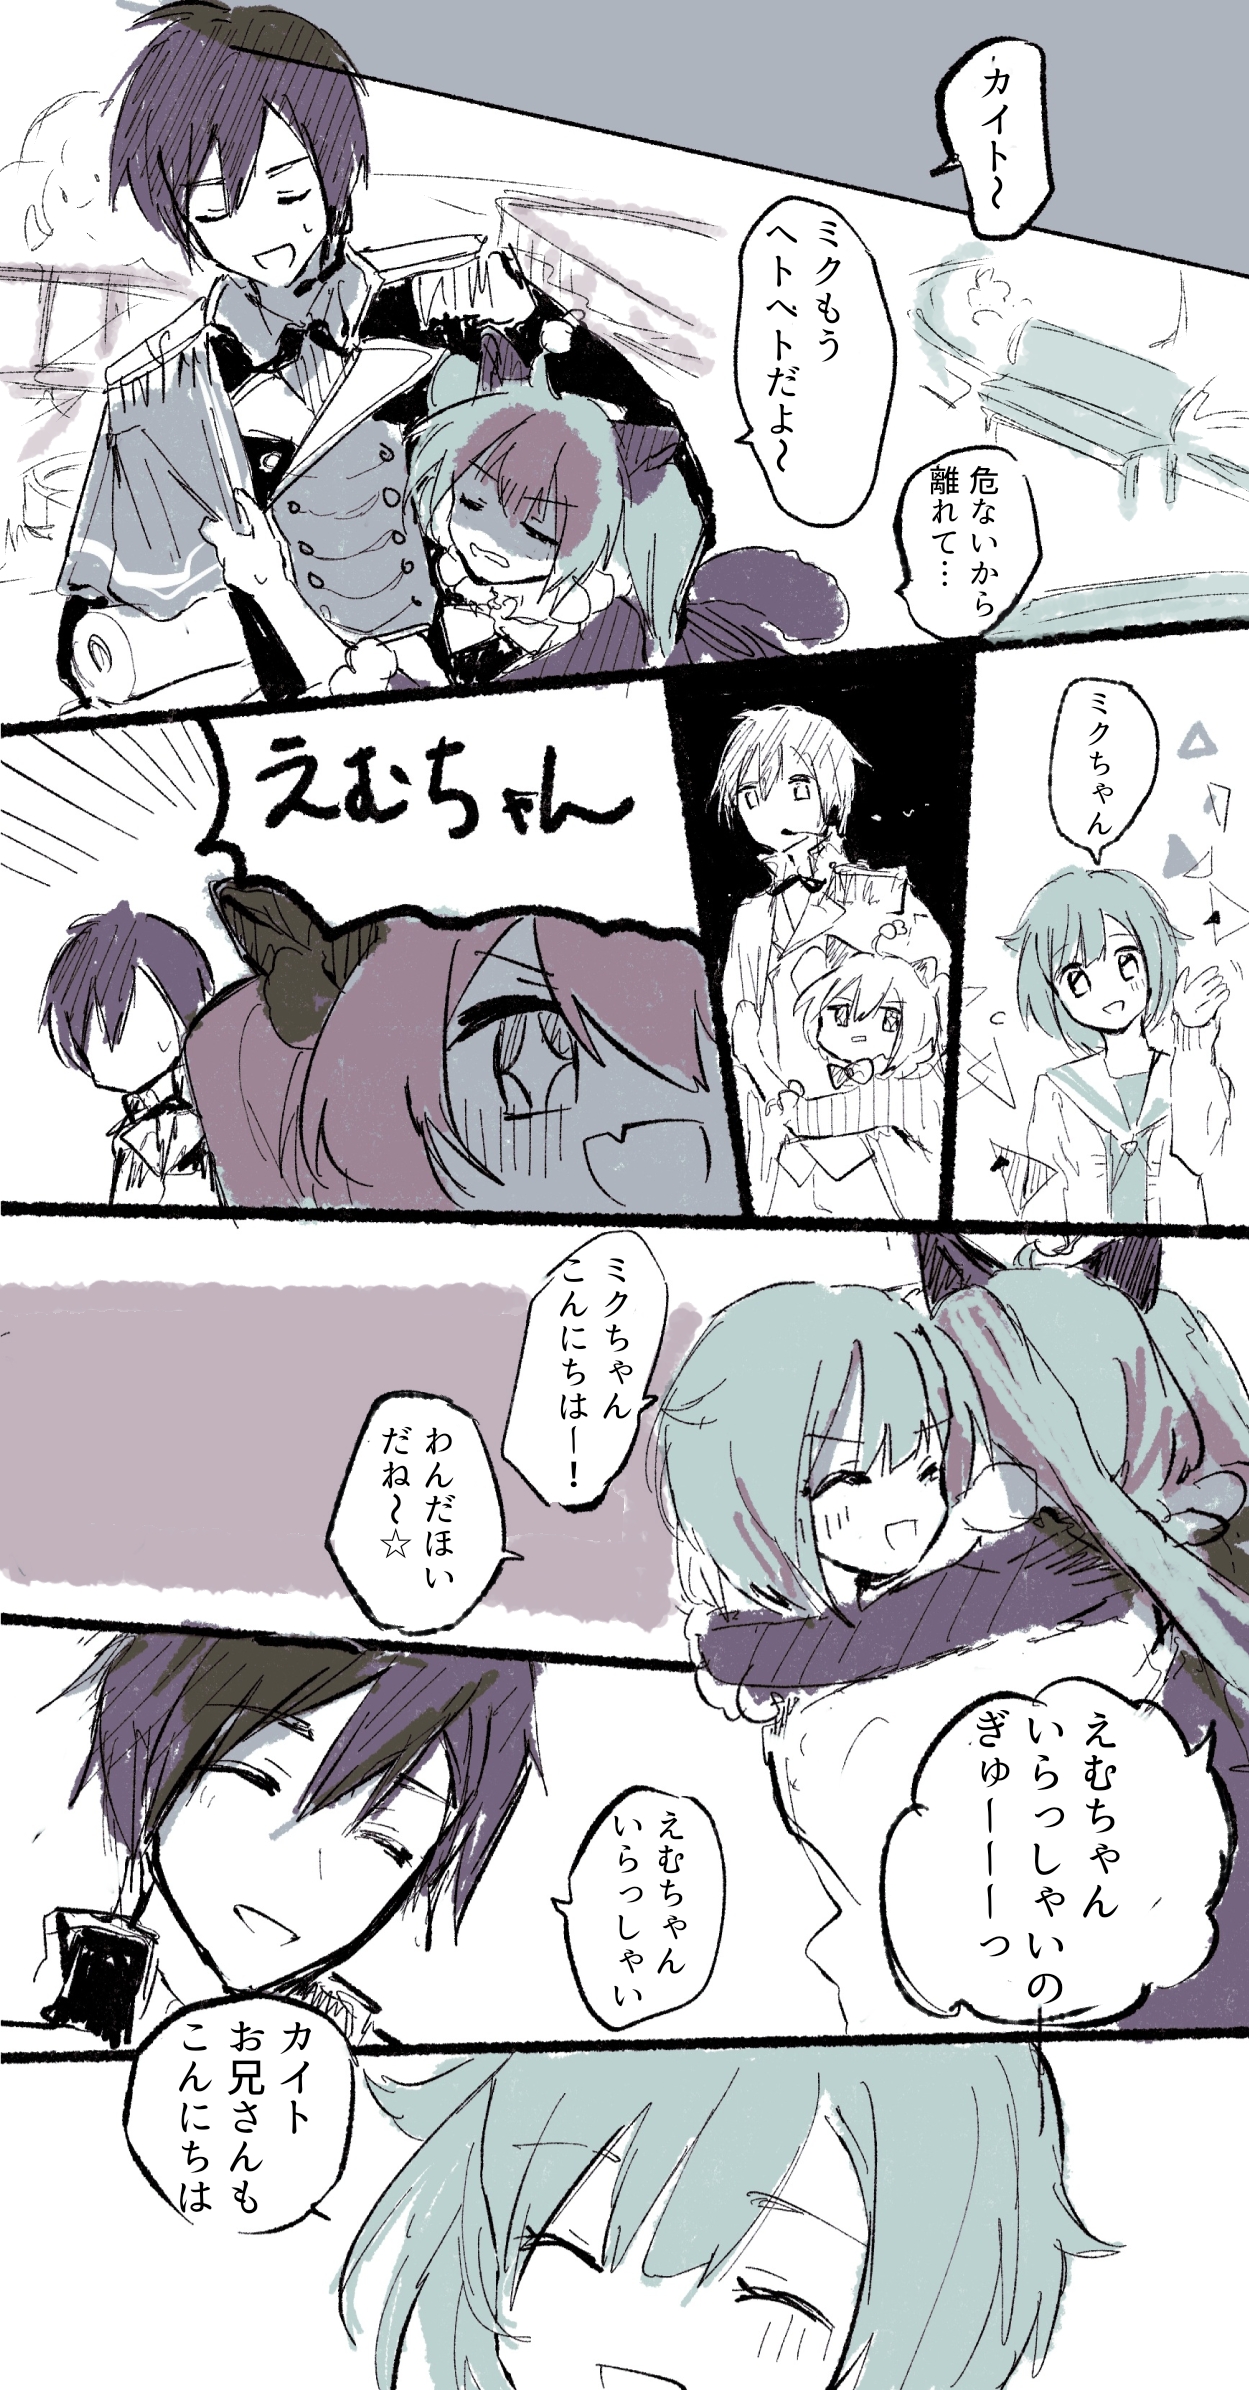 カイト～
ミクもう
ヘトヘトだよ～
危ないから
離れて…
ミクちゃん
えむちゃん
ミクちゃん
こんにちはー！
わんだほい
だね～☆
えむちゃん
いらっしゃいの
ぎゅーーーっ
えむちゃん
いらっしゃい
カイト
お兄さんも
こんにちは